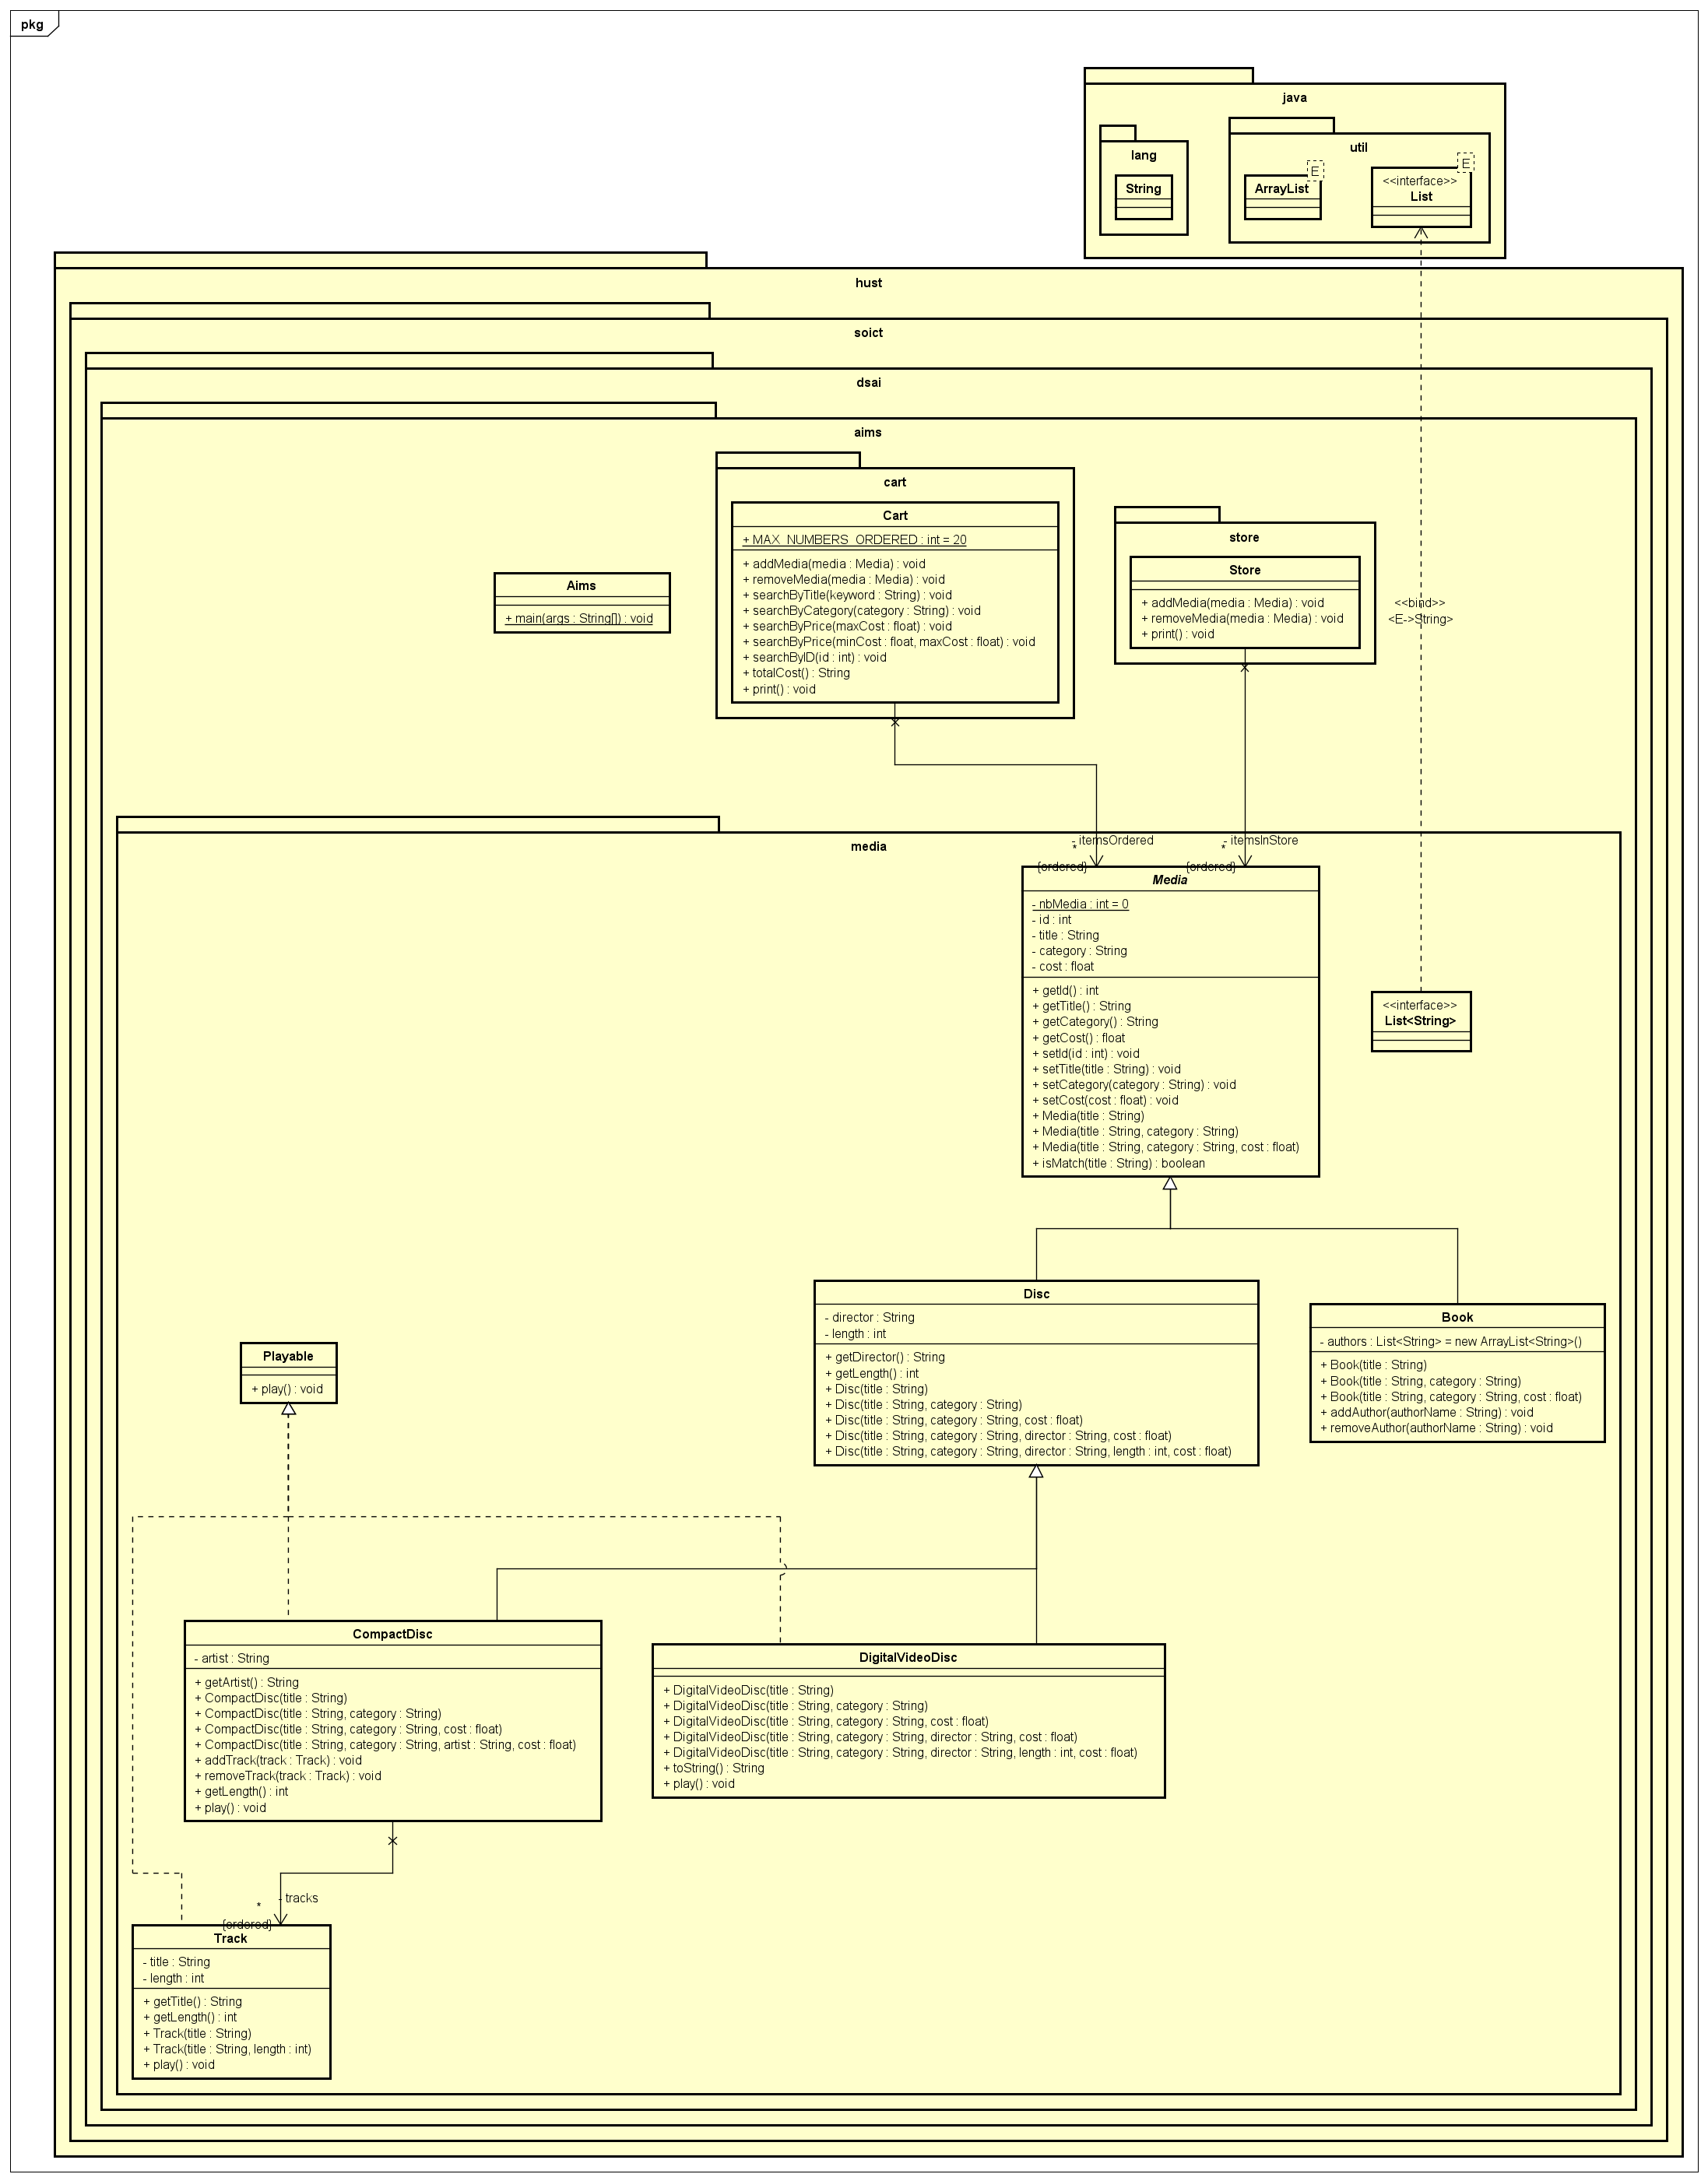 pkg
java
lang
String
util
E
ArrayList
E
<<interface>>
List
hust
soict
dsai
aims
cart
Cart
+ MAX_NUMBERS_ORDERED : int = 20
+ addMedia(media : Media) : void
+ removeMedia(media : Media) : void
+ searchByTitle(keyword : String) : void
+ searchByCategory(category : String) : void
+ searchByPrice(maxCost : float) : void
+ searchByPrice(minCost : float, maxCost : float) : void
+ searchByID(id : int) : void
+ totalCost() : String
+ print() : void
store
Store
+ addMedia(media : Media) : void
+ removeMedia(media : Media) : void
+ print() : void
Aims
+ main(args : String[]) : void
<<bind>>
<E->String>
media
- itemsOrdered
*
{ordered}
- itemsInStore
*
{ordered}
Media
- nbMedia : int = 0
- id : int
- title : String
- category : String
- cost : float
+ getId() : int
+ getTitle() : String
+ getCategory() : String
+ getCost() : float
+ setId(id : int) : void
+ setTitle(title : String) : void
+ setCategory(category : String) : void
+ setCost(cost : float) : void
+ Media(title : String)
+ Media(title : String, category : String)
+ Media(title : String, category : String, cost : float)
+ isMatch(title : String) : boolean
<<interface>>
List<String>
Disc
- director : String
- length : int
+ getDirector() : String
+ getLength() : int
+ Disc(title : String)
+ Disc(title : String, category : String)
+ Disc(title : String, category : String, cost : float)
+ Disc(title : String, category : String, director : String, cost : float)
+ Disc(title : String, category : String, director : String, length : int, cost : float)
Book
- authors : List<String> = new ArrayList<String>()
+ Book(title : String)
+ Book(title : String, category : String)
+ Book(title : String, category : String, cost : float)
+ addAuthor(authorName : String) : void
+ removeAuthor(authorName : String) : void
Playable
+ play() : void
CompactDisc
- artist : String
+ getArtist() : String
+ CompactDisc(title : String)
+ CompactDisc(title : String, category : String)
+ CompactDisc(title : String, category : String, cost : float)
+ CompactDisc(title : String, category : String, artist : String, cost : float)
+ addTrack(track : Track) : void
+ removeTrack(track : Track) : void
+ getLength() : int
+ play() : void
DigitalVideoDisc
+ DigitalVideoDisc(title : String)
+ DigitalVideoDisc(title : String, category : String)
+ DigitalVideoDisc(title : String, category : String, cost : float)
+ DigitalVideoDisc(title : String, category : String, director : String, cost : float)
+ DigitalVideoDisc(title : String, category : String, director : String, length : int, cost : float)
+ toString() : String
+ play() : void
- tracks
*
{ordered}
Track
- title : String
- length : int
+ getTitle() : String
+ getLength() : int
+ Track(title : String)
+ Track(title : String, length : int)
+ play() : void